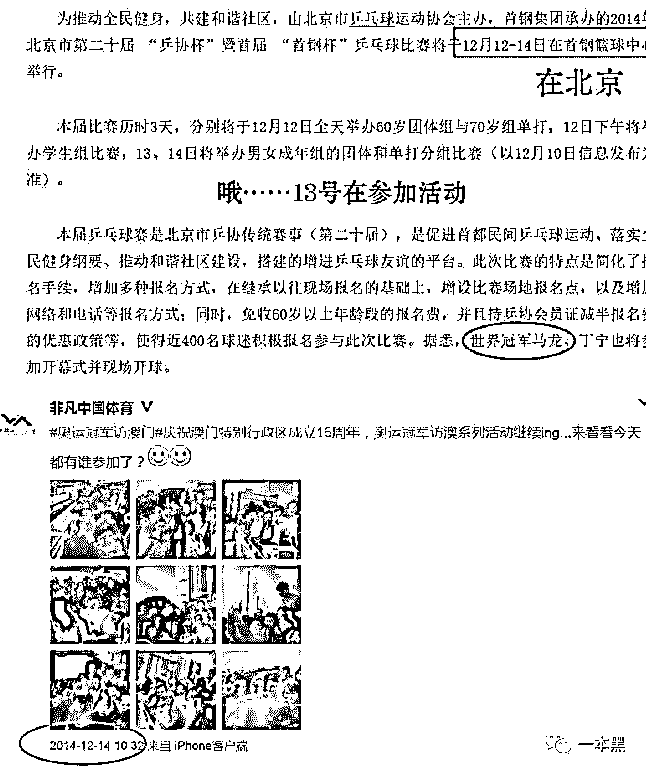 为推动全民健身，共建和谐社区，由北京市乒乓球运动协会主办，首钢集团承办的2014年
北京市第二十届 “乒协杯” 暨首届 “首钢杯” 乒乓球比赛将于12月12-14日在首钢篮球中心
举行。
在北京
本届比赛历时3天，分别将于12月12日全天举办60岁团体组与70岁组单打，12日下午将举
办学生组比赛，13、14日将举办男女成年组的团体和单打分组比赛（以12月10日信息发布为
准）。
哦……13号在参加活动
本届乒乓球赛是北京市乒协传统赛事（第二十届），是促进首都民间乒乓球运动、落实全
民健身纲要、推动和谐社区建设，搭建的增进乒乓球友谊的平台。此次比赛的特点是简化了报
名手续，增加多种报名方式，在继承以往现场报名的基础上，增设比赛场地报名点，以及增加
网络和电话等报名方式；同时，免收60岁以上年龄段的报名费，并且持乒协会员证减半报名费
的优惠政策等，使得近400名球迷积极报名参与此次比赛。据悉，世界冠军马龙、丁宁也将参
加开幕式并现场开球。
非凡中国体育 V
#奥运冠军访澳门#庆祝澳门特别行政区成立15周年，奥运冠军访澳系列活动继续ing...来看看今天
都有谁参加了？
2014-12-14 10:32 来自 iPhone客户端
一本黑